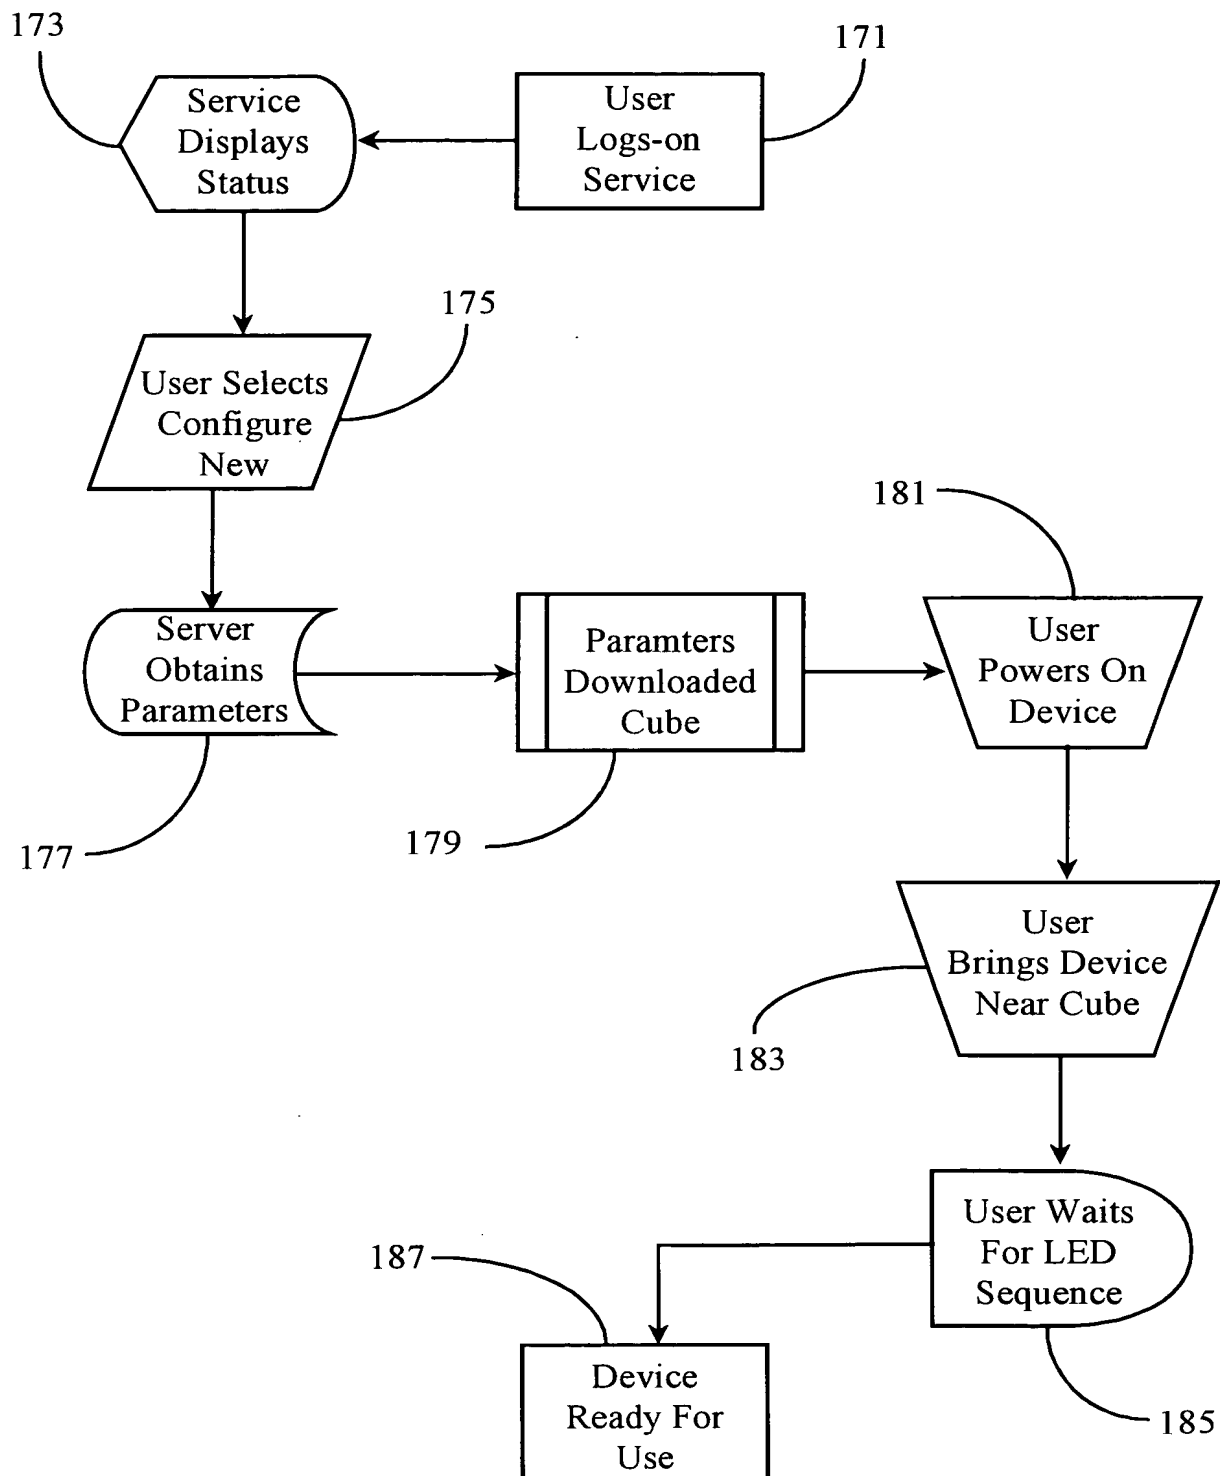 173
171
Service
Displays
Status
User
Logs-on
Service
175
User Selects
Configure
New
181
Server
Obtains
Parameters
Paramters
Downloaded
Cube
User
Powers On
Device
177
179
User
Brings Device
Near Cube
183
User Waits
For LED
Sequence
187
Device
Ready For
Use
185